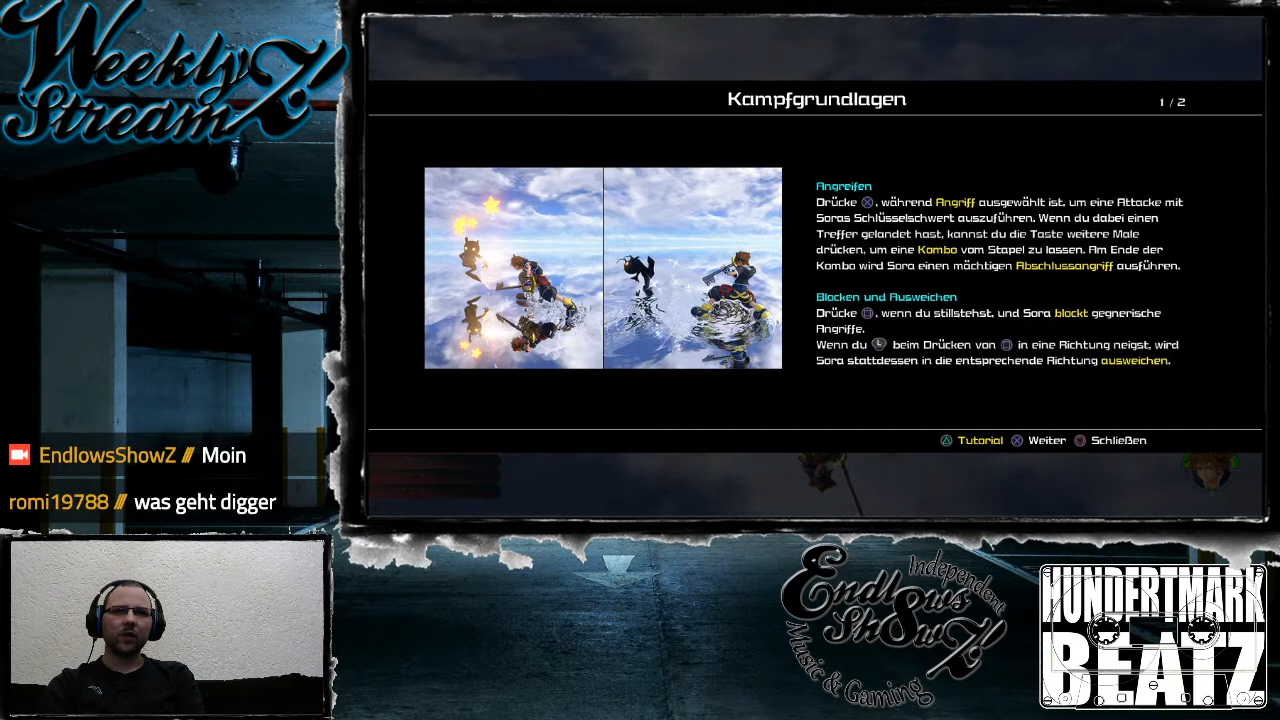 Weekly
StreamZ!
Kampfgrundlagen
1 / 2
Angreifen
Drücke , während Angriff ausgewählt ist, um eine Attacke mit
Soras Schlüsselschwert auszuführen. Wenn du dabei einen
Treffer gelandet hast, kannst du die Taste weitere Male
drücken, um eine Kombo vom Stapel zu lassen. Am Ende der
Kombo wird Sora einen mächtigen Abschlussangriff ausführen.
Blocken und Ausweichen
Drücke , wenn du stillstehst, und Sora blockt gegnerische
Angriffe.
Wenn du L beim Drücken von in eine Richtung neigst, wird
Sora stattdessen in die entsprechende Richtung ausweichen.
Tutorial Weiter Schließen
EndlowsShowZ /// Moin
romi19788 /// was geht digger
Independent
Endlows
ShowZ!
Music & Gaming
HUNDERTMARK
BEATZ